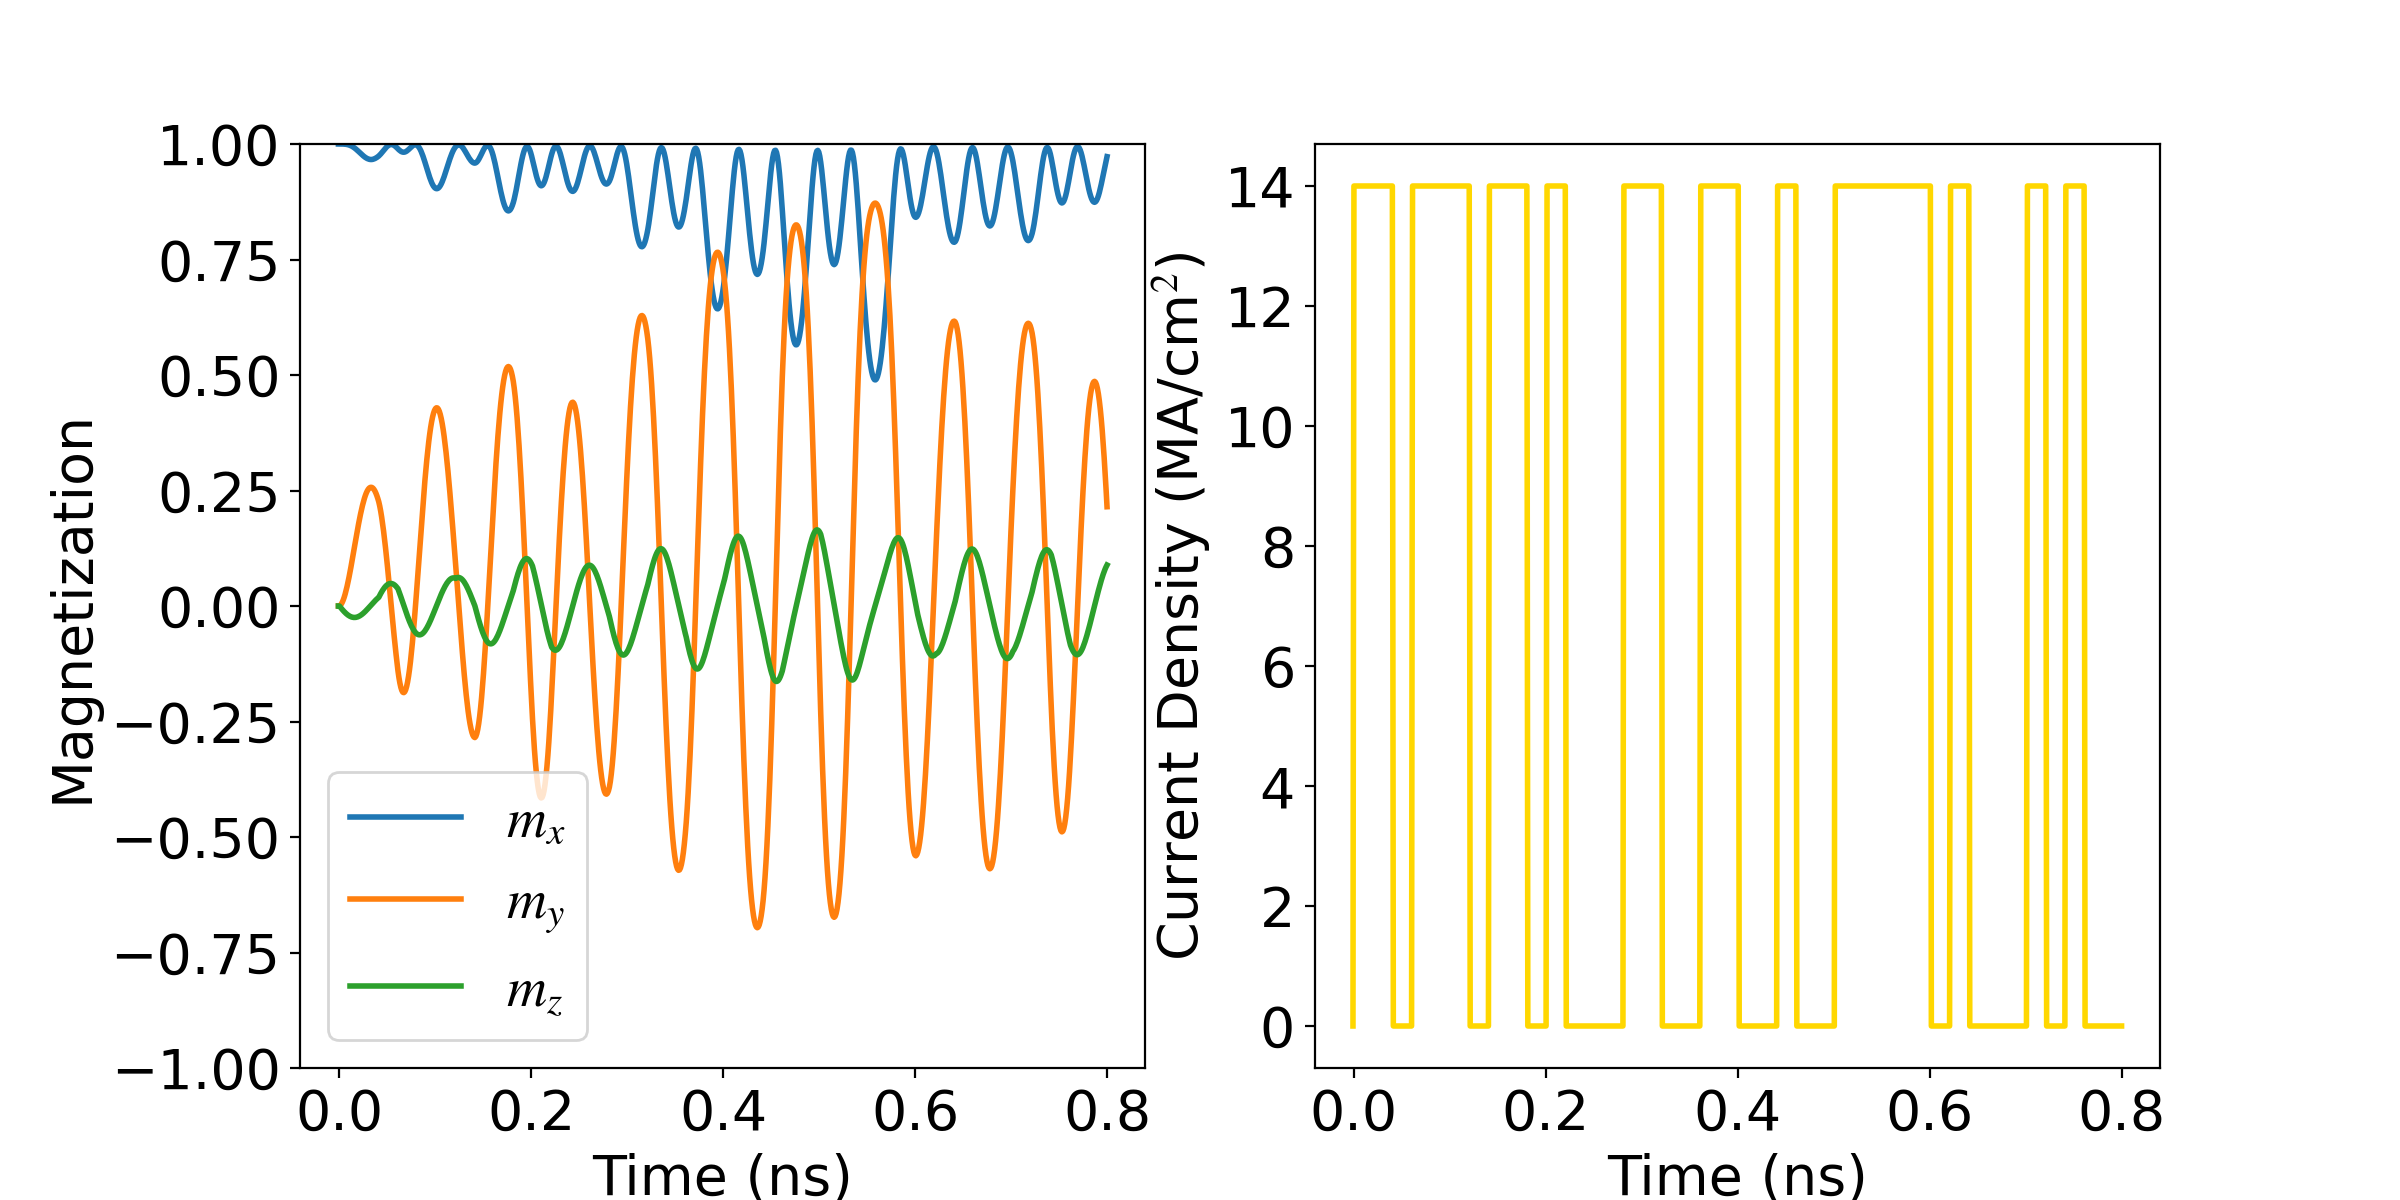 Magnetization
1.00
0.75
0.50
0.25
0.00
−0.25
−0.50
−0.75
−1.00
0.0 0.2 0.4 0.6 0.8
Time (ns)
m_x
m_y
m_z
Current Density (MA/cm²)
14
12
10
8
6
4
2
0
0.0 0.2 0.4 0.6 0.8
Time (ns)